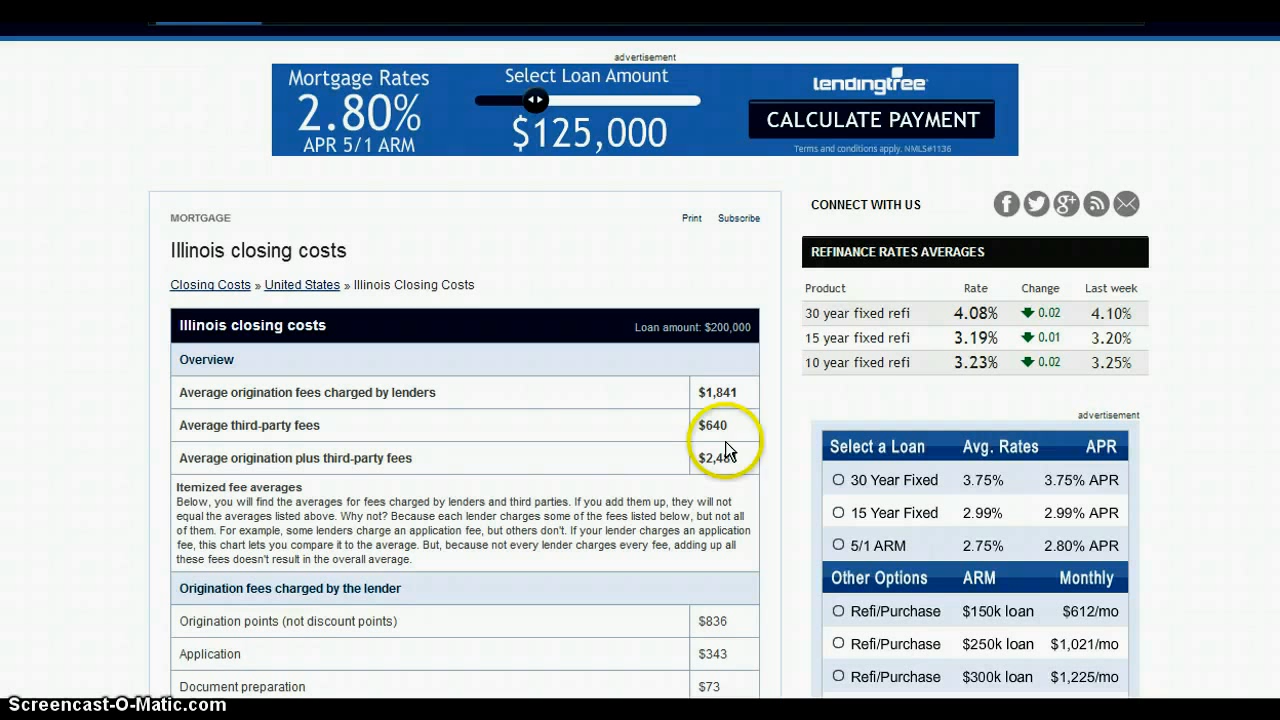 advertisement
Mortgage Rates
2.80%
APR 5/1 ARM
Select Loan Amount
$125,000
lendingtree
CALCULATE PAYMENT
Terms and conditions apply. NMLS#1136
MORTGAGE
Print Subscribe
Illinois closing costs
Closing Costs » United States » Illinois Closing Costs
Illinois closing costs Loan amount: $200,000
Overview
Average origination fees charged by lenders $1,841
Average third-party fees $640
Average origination plus third-party fees
Itemized fee averages
Below, you will find the averages for fees charged by lenders and third parties. If you add them up, they will not
equal the averages listed above. Why not? Because each lender charges some of the fees listed below, but not all
of them. For example, some lenders charge an application fee, but others don't. If your lender charges an application
fee, this chart lets you compare it to the average. But, because not every lender charges every fee, adding up all
these fees doesn't result in the overall average.
Origination fees charged by the lender
Origination points (not discount points) $836
Application $343
Document preparation $73
CONNECT WITH US
REFINANCE RATES AVERAGES
Product Rate Change Last week
30 year fixed refi 4.08% 0.02 4.10%
15 year fixed refi 3.19% 0.01 3.20%
10 year fixed refi 3.23% 0.02 3.25%
advertisement
Select a Loan Avg. Rates APR
30 Year Fixed 3.75% 3.75% APR
15 Year Fixed 2.99% 2.99% APR
5/1 ARM 2.75% 2.80% APR
Other Options ARM Monthly
Refi/Purchase $150k loan $612/mo
Refi/Purchase $250k loan $1,021/mo
Refi/Purchase $300k loan $1,225/mo
Screencast-O-Matic.com